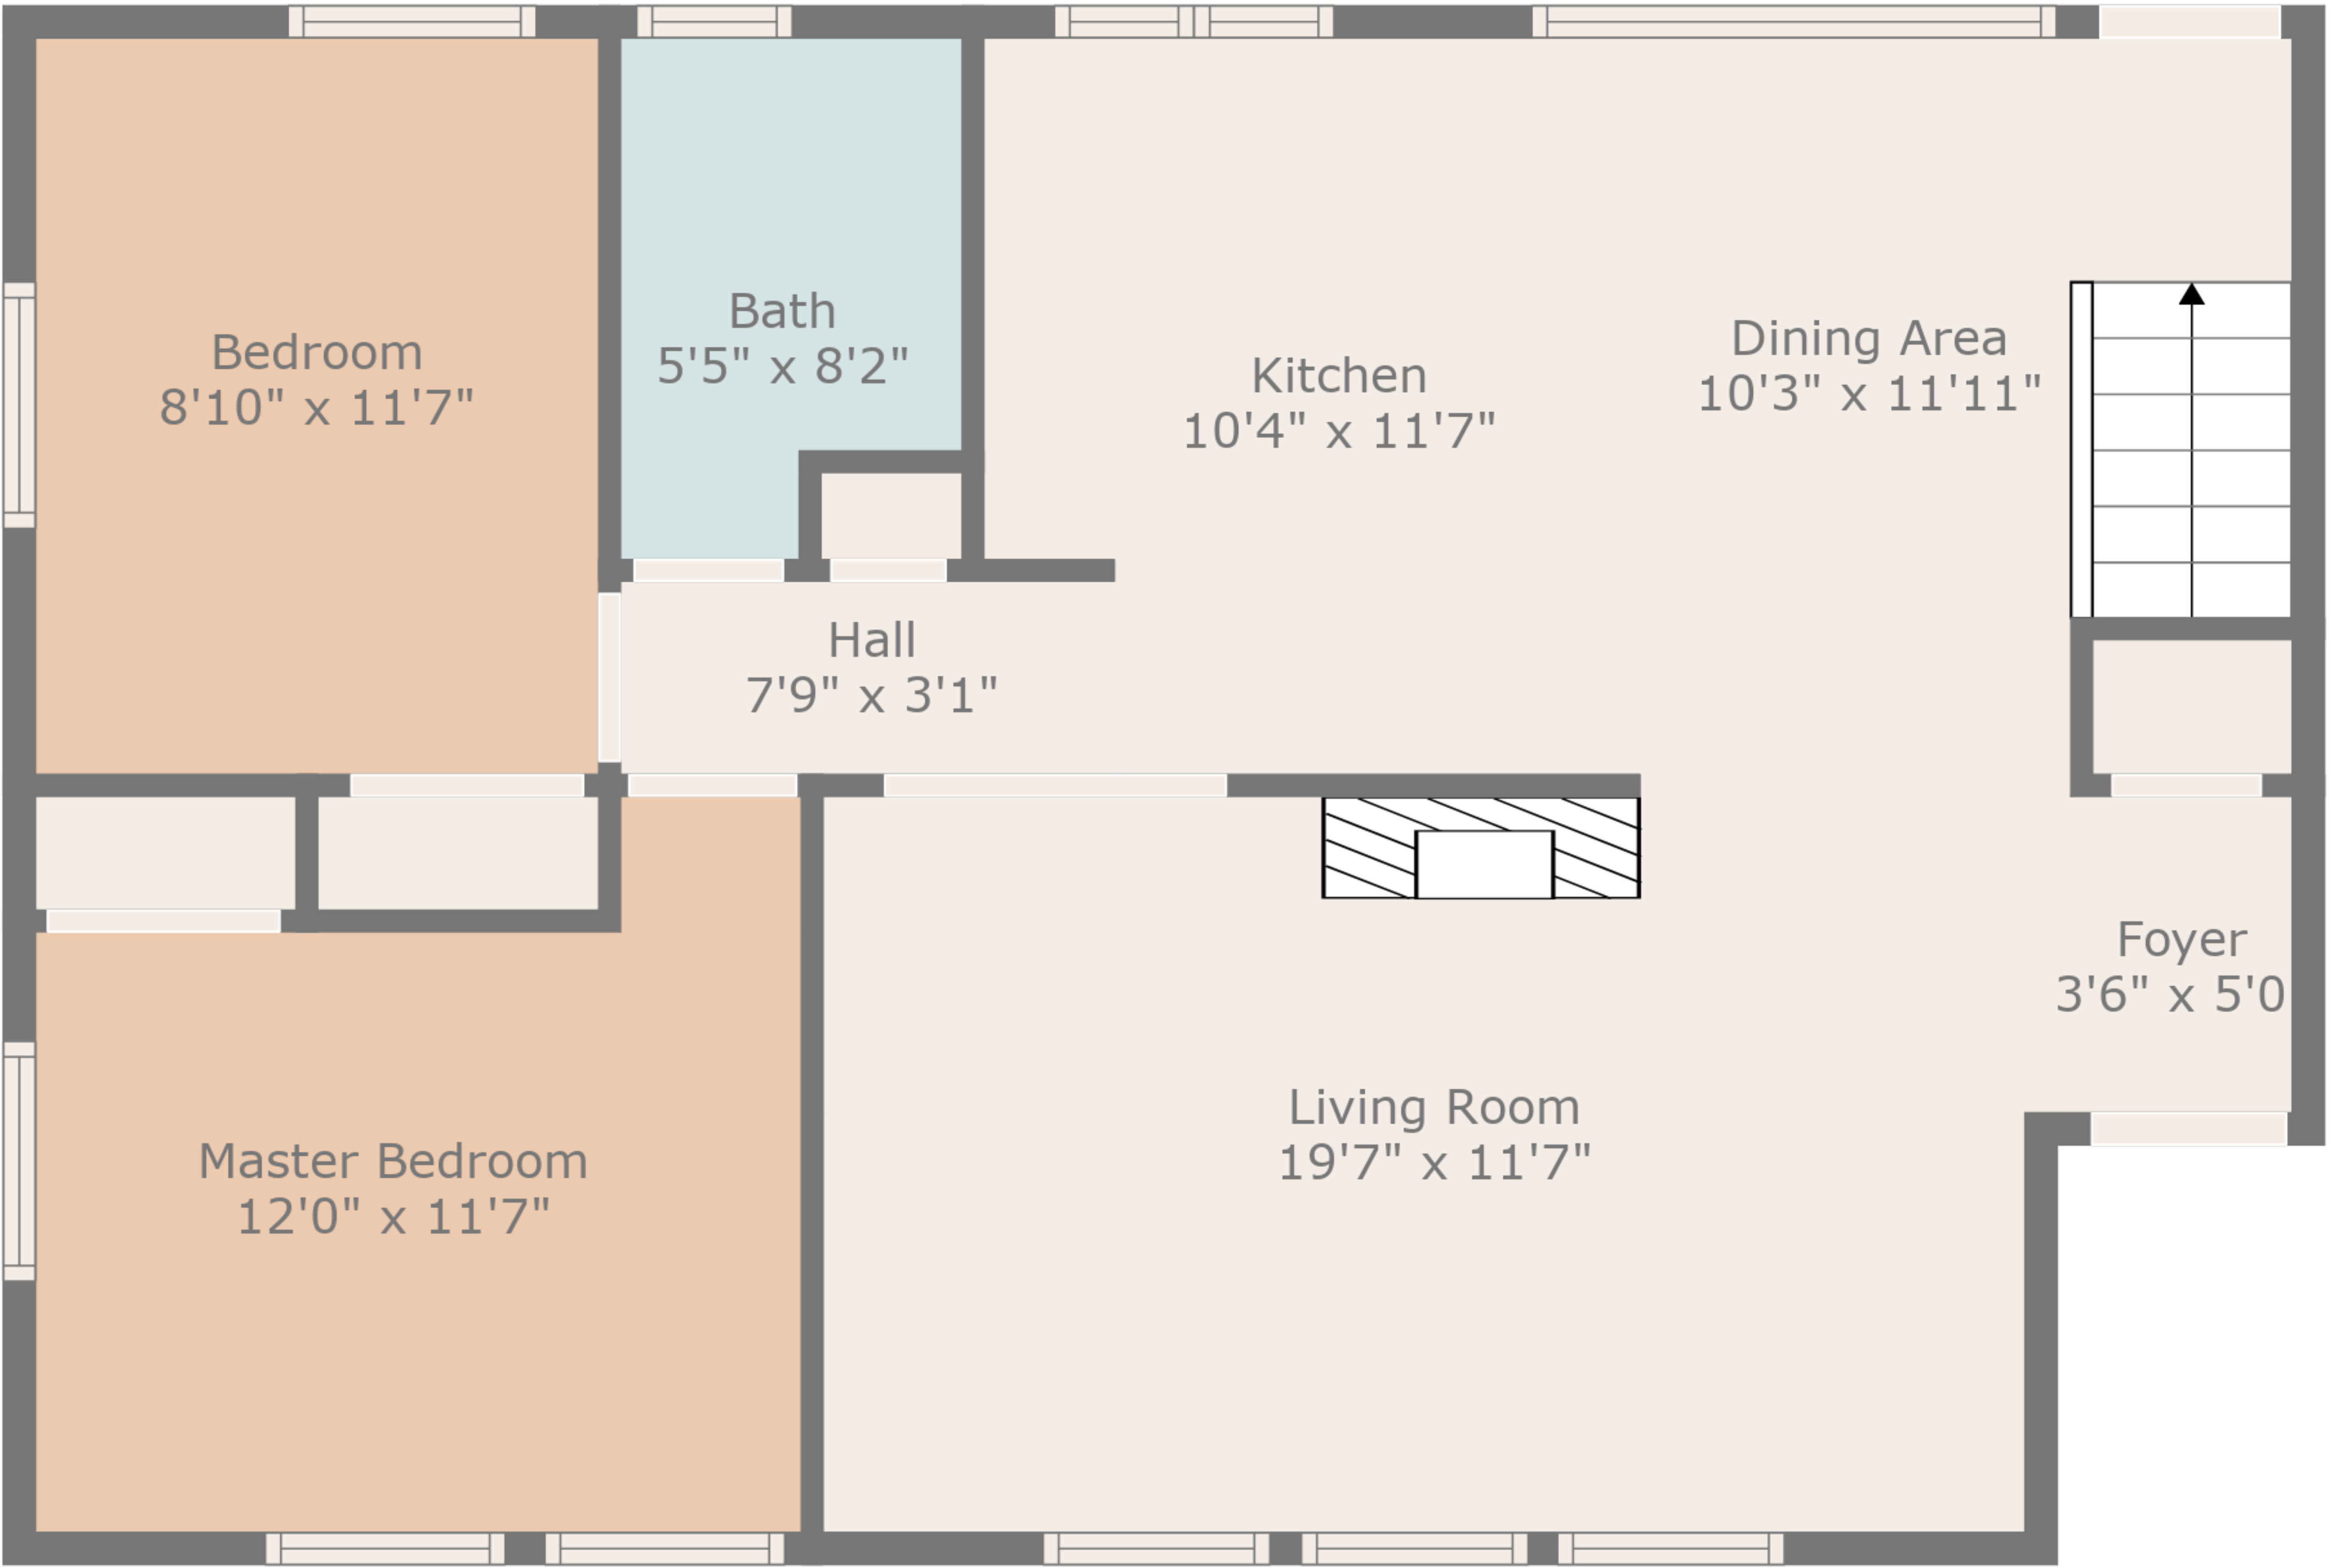 Bedroom
8'10" x 11'7"
Bath
5'5" x 8'2"
Kitchen
10'4" x 11'7"
Dining Area
10'3" x 11'11"
Hall
7'9" x 3'1"
Foyer
3'6" x 5'0
Living Room
19'7" x 11'7"
Master Bedroom
12'0" x 11'7"